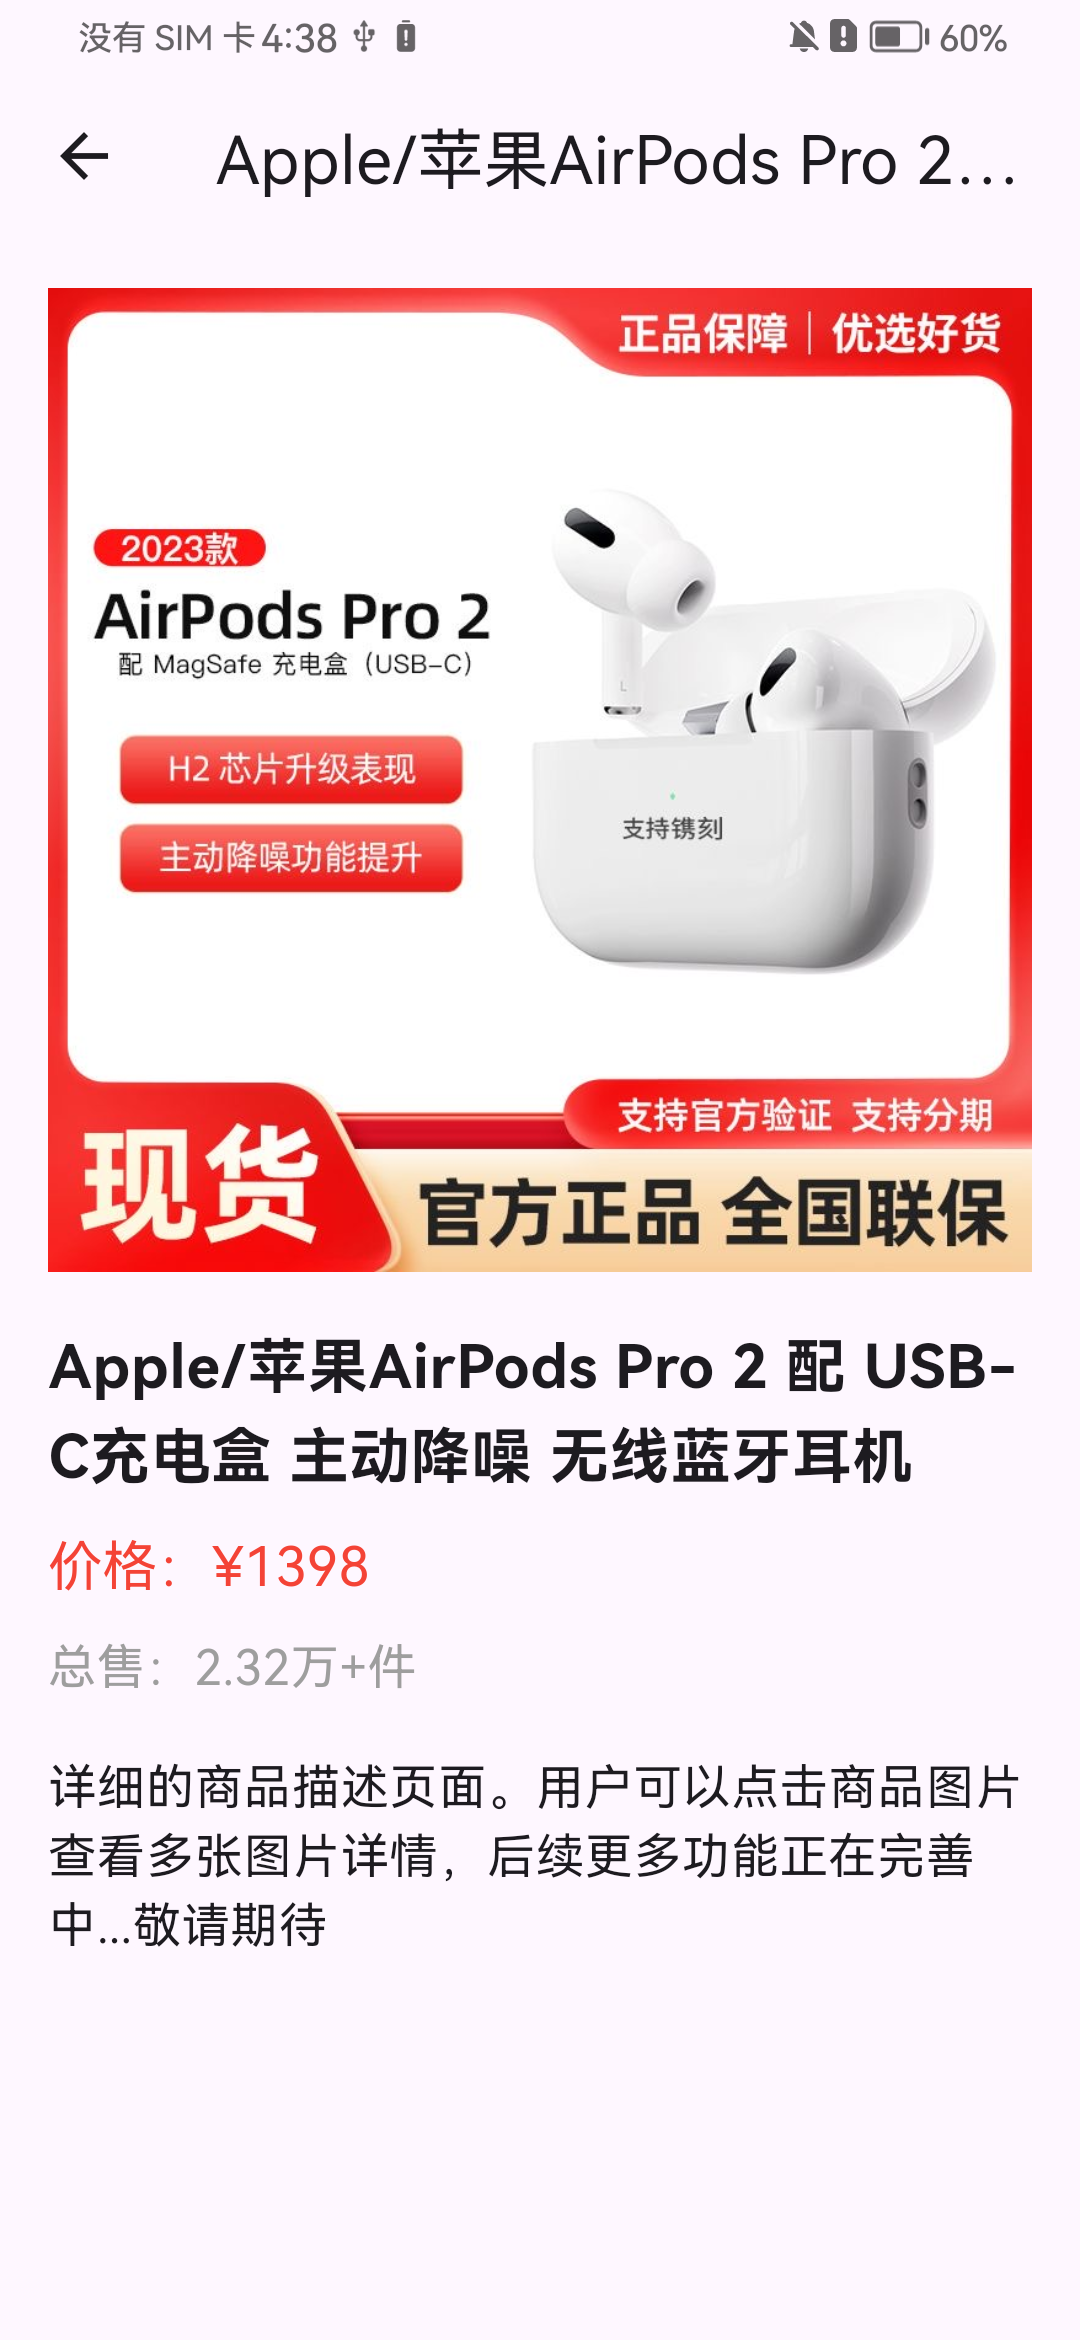 没有 SIM 卡 4:38
60%
Apple/苹果AirPods Pro 2...
正品保障｜优选好货
2023款
AirPods Pro 2
配 MagSafe 充电盒（USB-C）
H2 芯片升级表现
主动降噪功能提升
L
支持镌刻
支持官方验证 支持分期
现货
官方正品 全国联保
Apple/苹果AirPods Pro 2 配 USB-
C充电盒 主动降噪 无线蓝牙耳机
价格：¥1398
总售：2.32万+件
详细的商品描述页面。用户可以点击商品图片
查看多张图片详情，后续更多功能正在完善
中...敬请期待